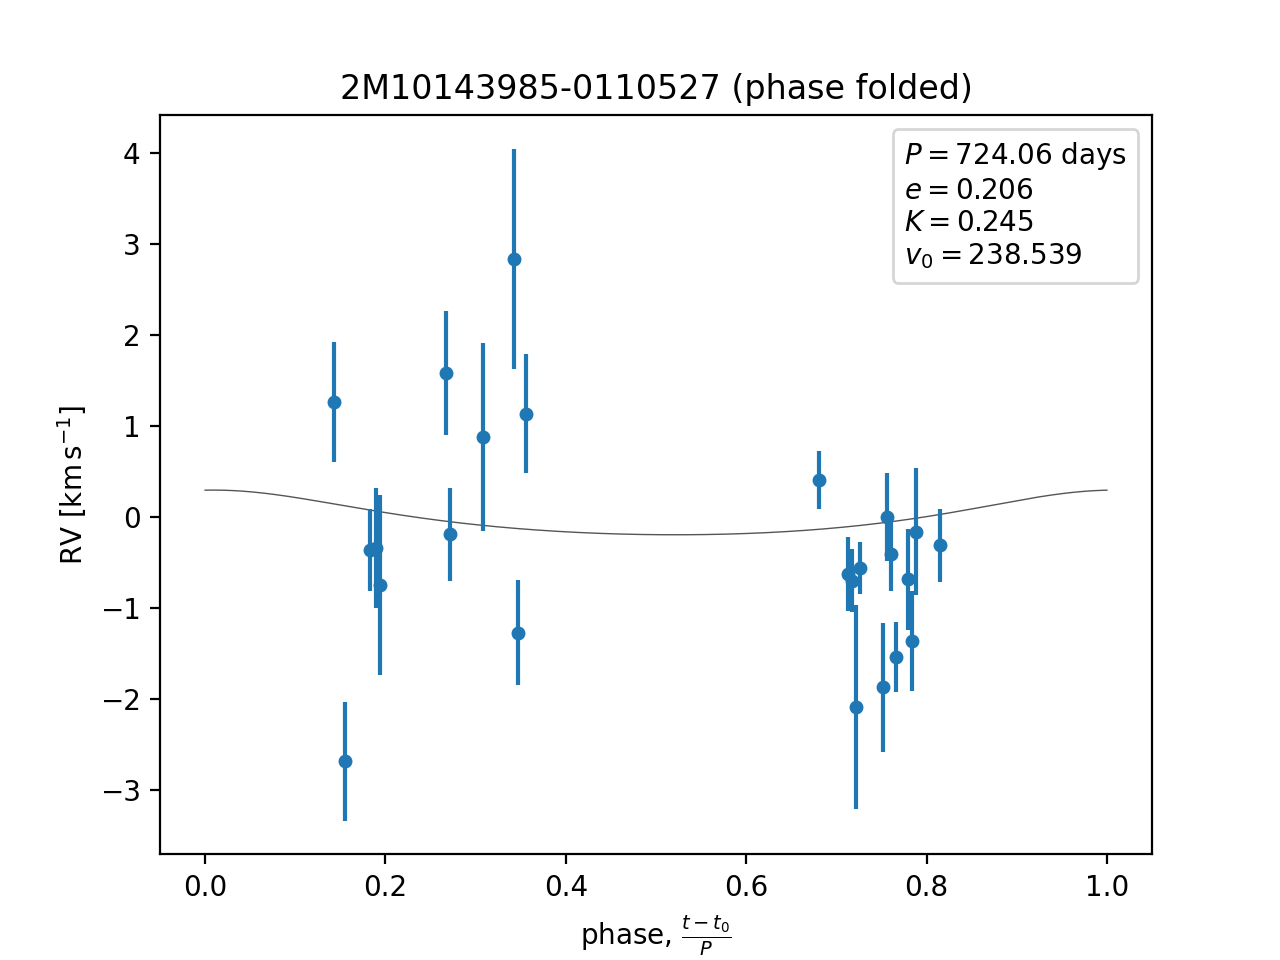 2M10143985-0110527 (phase folded)
P = 724.06 days
e = 0.206
K = 0.245
v₀ = 238.539
4
3
2
1
0
−1
−2
−3
RV [km s⁻¹]
0.0 0.2 0.4 0.6 0.8 1.0
phase, (t − t₀)/P